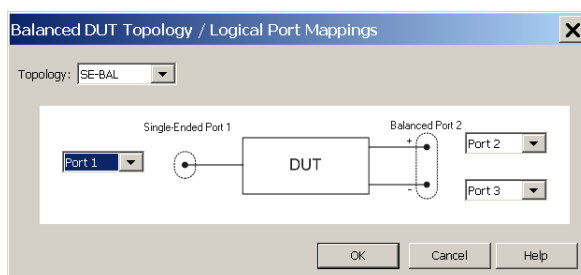 Balanced DUT Topology / Logical Port Mappings
Topology: SE-BAL
Single-Ended Port 1
Balanced Port 2
Port 1
DUT
+
-
Port 2
Port 3
OK Cancel Help